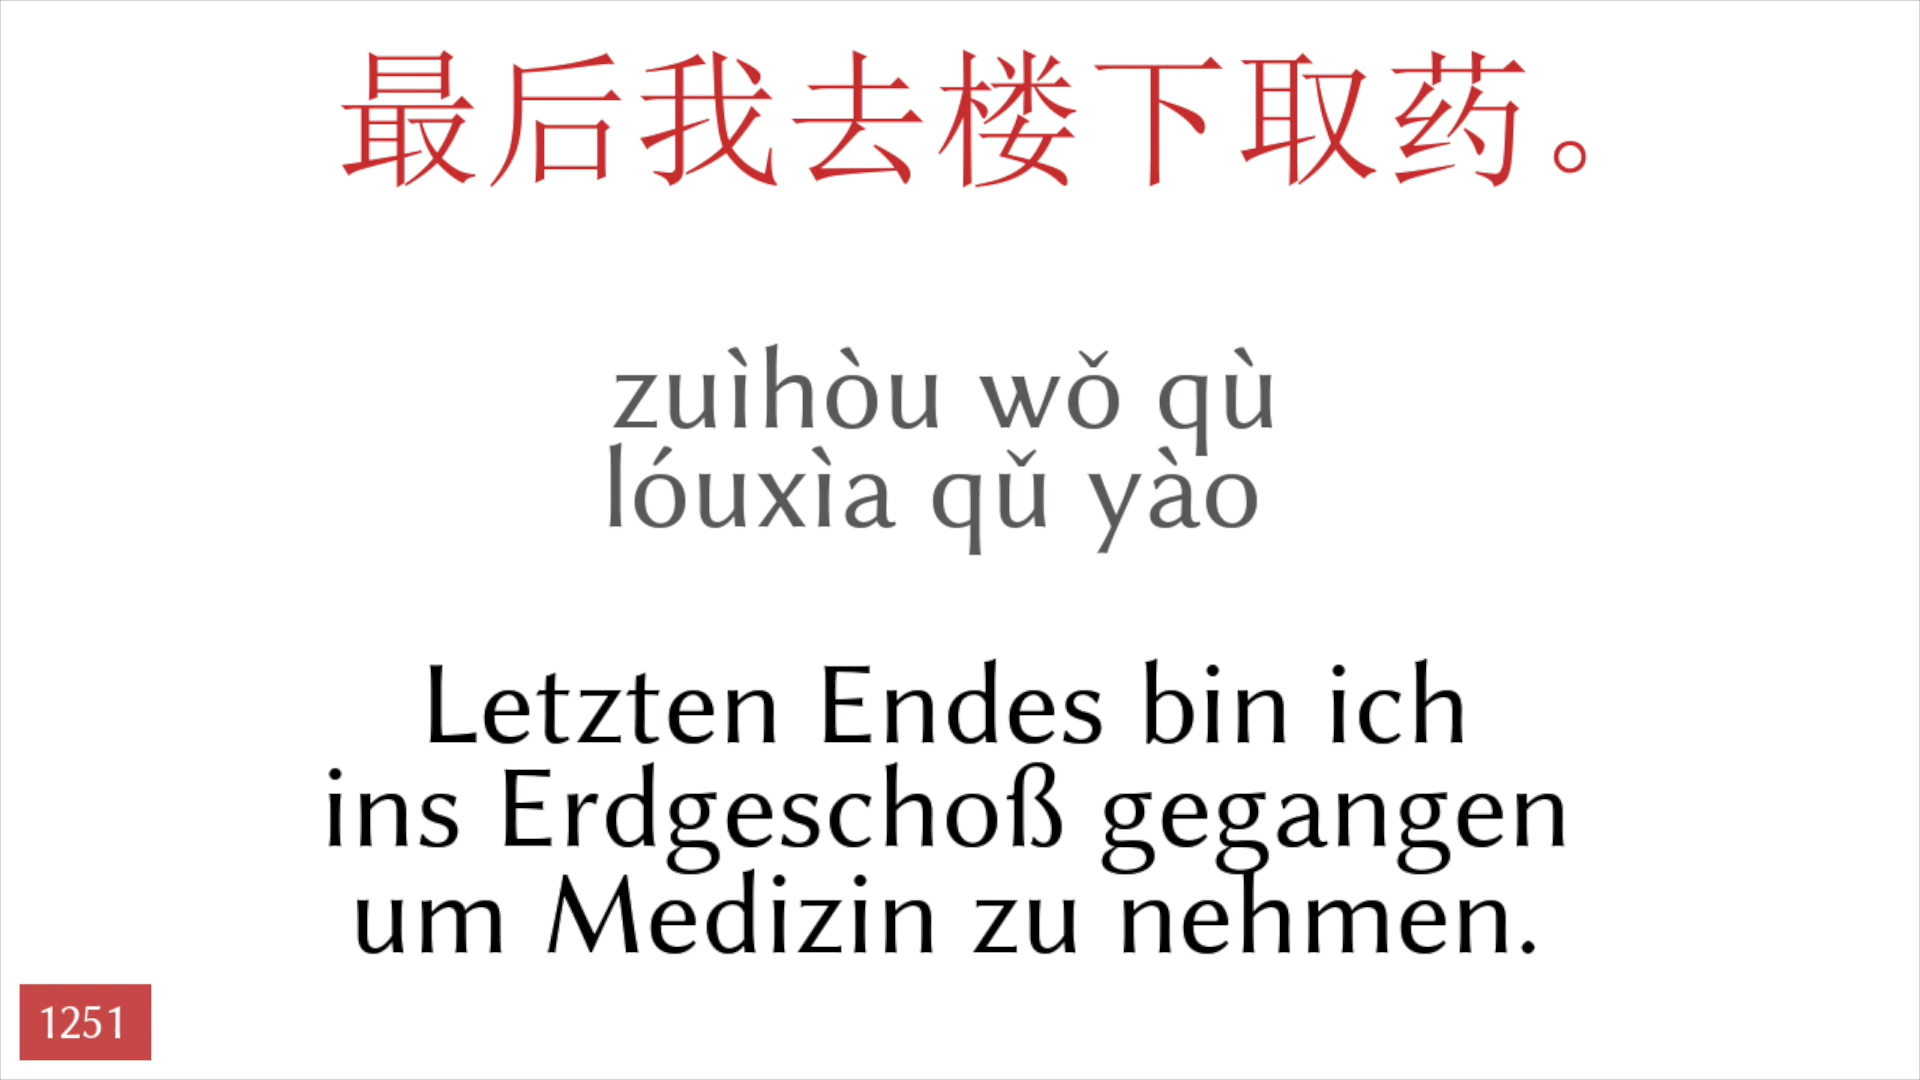 最后我去楼下取药。
zuìhòu wǒ qù
lóuxìa qǔ yào
Letzten Endes bin ich
ins Erdgeschoß gegangen
um Medizin zu nehmen.
1251